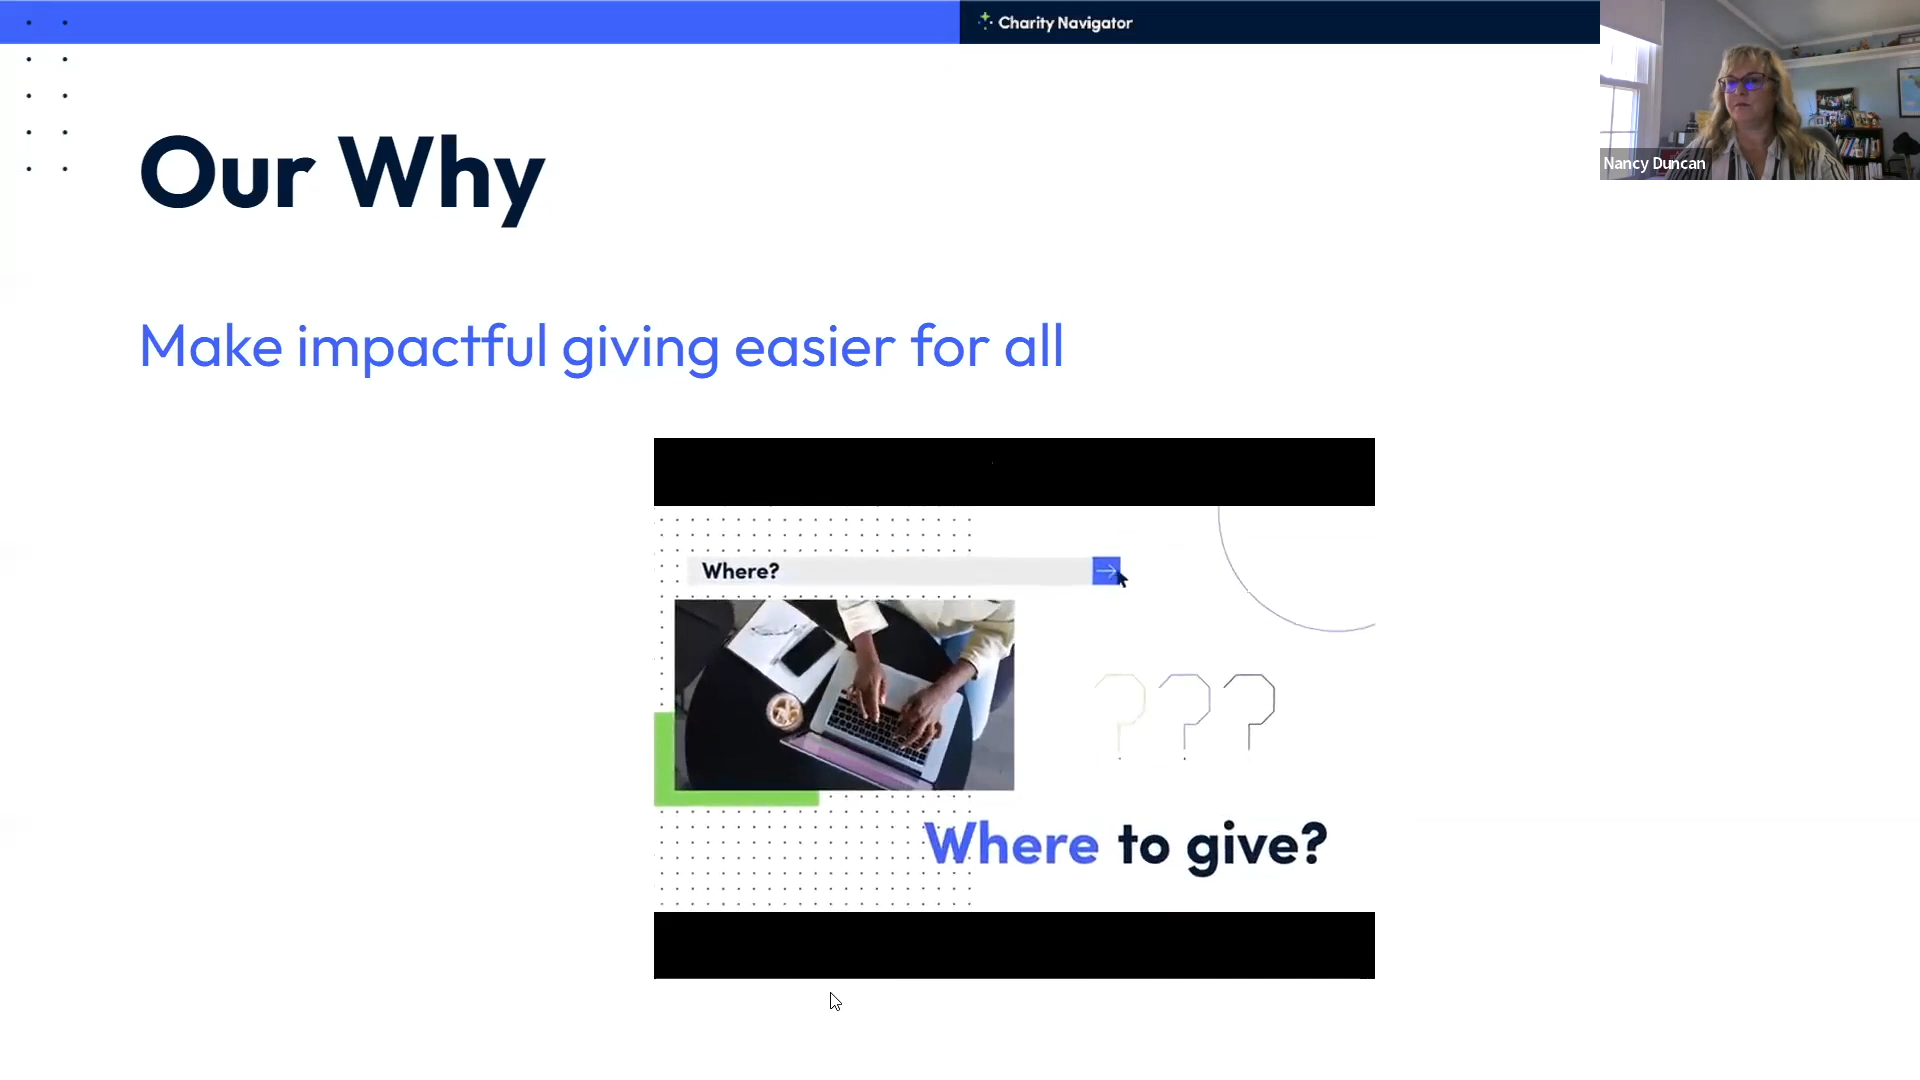 Charity Navigator
Nancy Duncan
Our Why
Make impactful giving easier for all
Where?
???
Where to give?